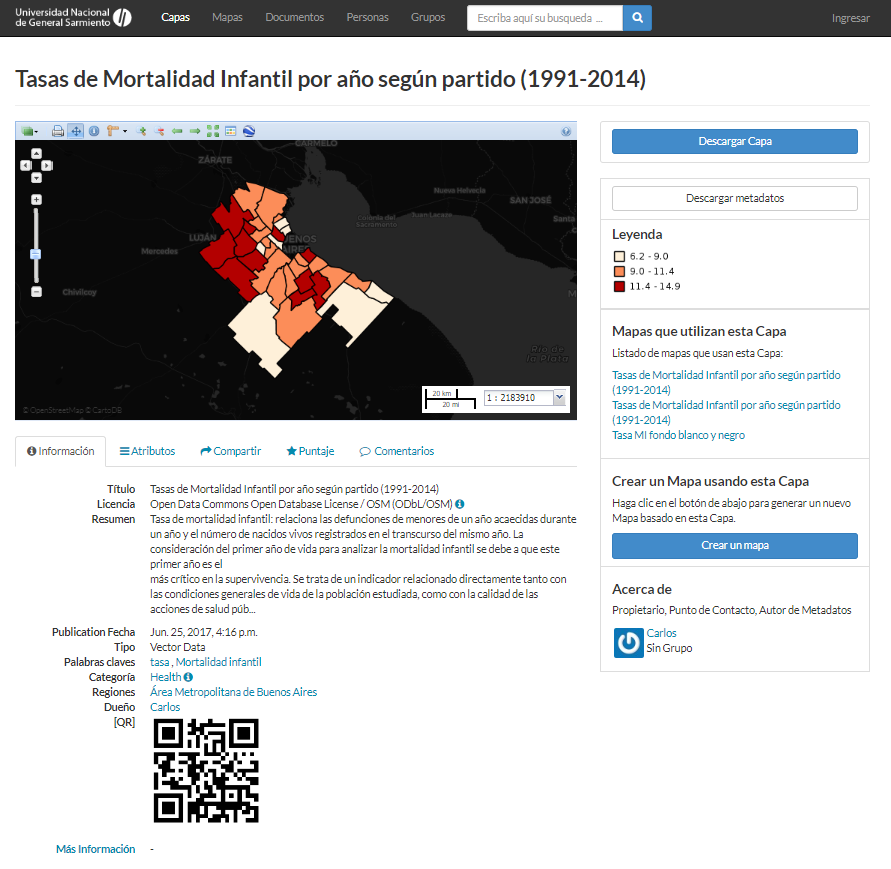 Universidad Nacional
de General Sarmiento
Capas Mapas Documentos Personas Grupos Escriba aquí su busqueda ... Ingresar
Tasas de Mortalidad Infantil por año según partido (1991-2014)
CARMELO
ZÁRATE
Nueva Helvecia
SAN JOSÉ
Colonia del
Sacramento
Juan Lacaze
Santa
LUJÁN
BUENOS
AIRES
Mercedes
Chivilcoy
M
Río de
la Plata
20 km
20 mi
1 : 2183910
© OpenStreetMap © CartoDB
Descargar Capa
Descargar metadatos
Leyenda
6.2 - 9.0
9.0 - 11.4
11.4 - 14.9
Mapas que utilizan esta Capa
Listado de mapas que usan esta Capa:
Tasas de Mortalidad Infantil por año según partido
(1991-2014)
Tasas de Mortalidad Infantil por año según partido
(1991-2014)
Tasa MI fondo blanco y negro
Crear un Mapa usando esta Capa
Haga clic en el botón de abajo para generar un nuevo
Mapa basado en esta Capa.
Crear un mapa
Acerca de
Propietario, Punto de Contacto, Autor de Metadatos
Carlos
Sin Grupo
Información Atributos Compartir Puntaje Comentarios
Título Tasas de Mortalidad Infantil por año según partido (1991-2014)
Licencia Open Data Commons Open Database License / OSM (ODbL/OSM)
Resumen Tasa de mortalidad infantil: relaciona las defunciones de menores de un año acaecidas durante
un año y el número de nacidos vivos registrados en el transcurso del mismo año. La
consideración del primer año de vida para analizar la mortalidad infantil se debe a que este
primer año es el
más crítico en la supervivencia. Se trata de un indicador relacionado directamente tanto con
las condiciones generales de vida de la población estudiada, como con la calidad de las
acciones de salud púb...
Publication Fecha Jun. 25, 2017, 4:16 p.m.
Tipo Vector Data
Palabras claves tasa , Mortalidad infantil
Categoría Health
Regiones Área Metropolitana de Buenos Aires
Dueño Carlos
[QR]
Más Información -